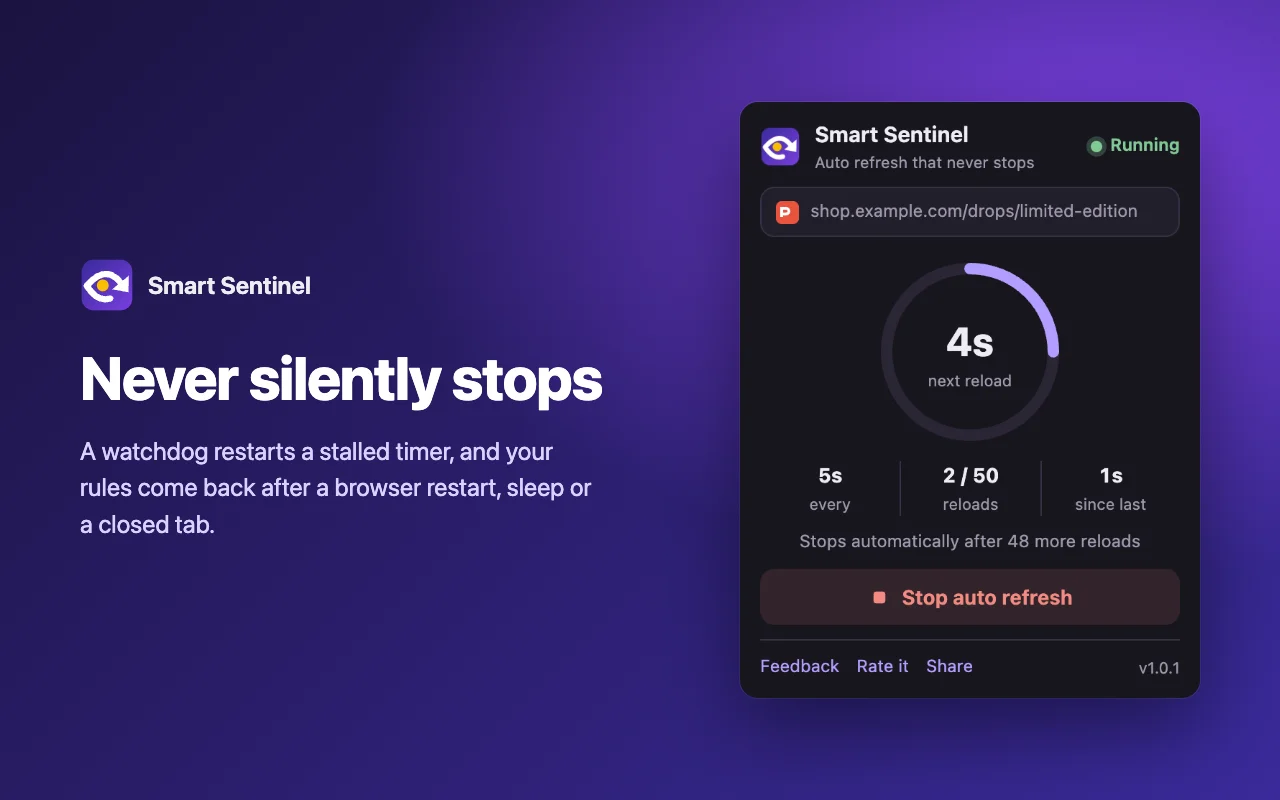 Smart Sentinel
Never silently stops
A watchdog restarts a stalled timer, and your
rules come back after a browser restart, sleep or
a closed tab.
Smart Sentinel
Auto refresh that never stops
Running
P
shop.example.com/drops/limited-edition
4s
next reload
5s
every
2 / 50
reloads
1s
since last
Stops automatically after 48 more reloads
Stop auto refresh
Feedback Rate it Share
v1.0.1